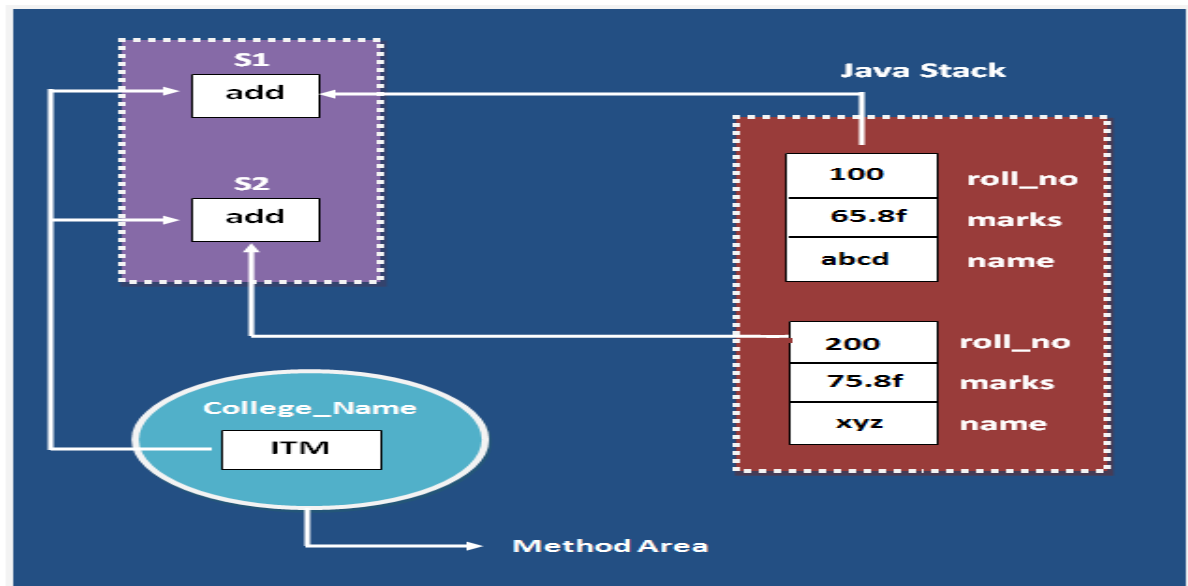 S1
add
S2
add
College_Name
ITM
Method Area
Java Stack
100 roll_no
65.8f marks
abcd name
200 roll_no
75.8f marks
xyz name